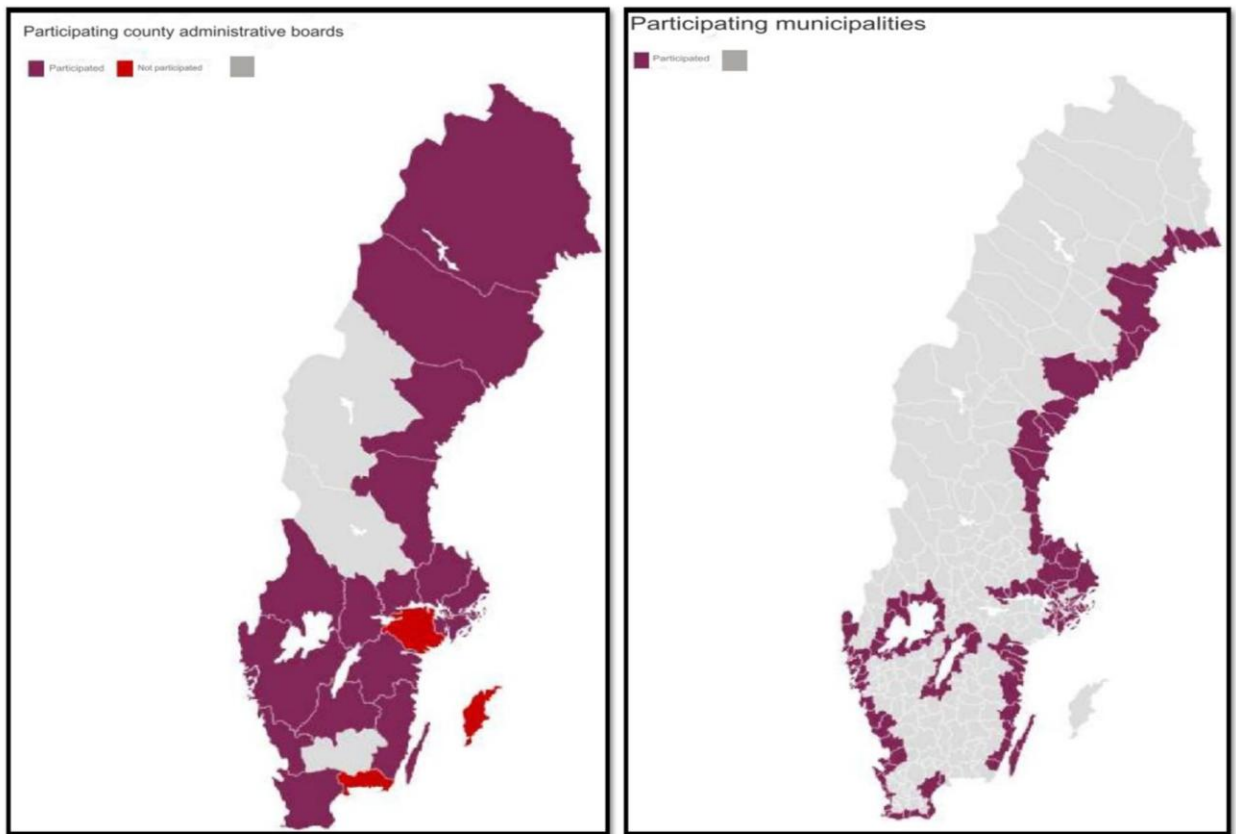 Participating county administrative boards
Participated
Not participated
Participating municipalities
Participated